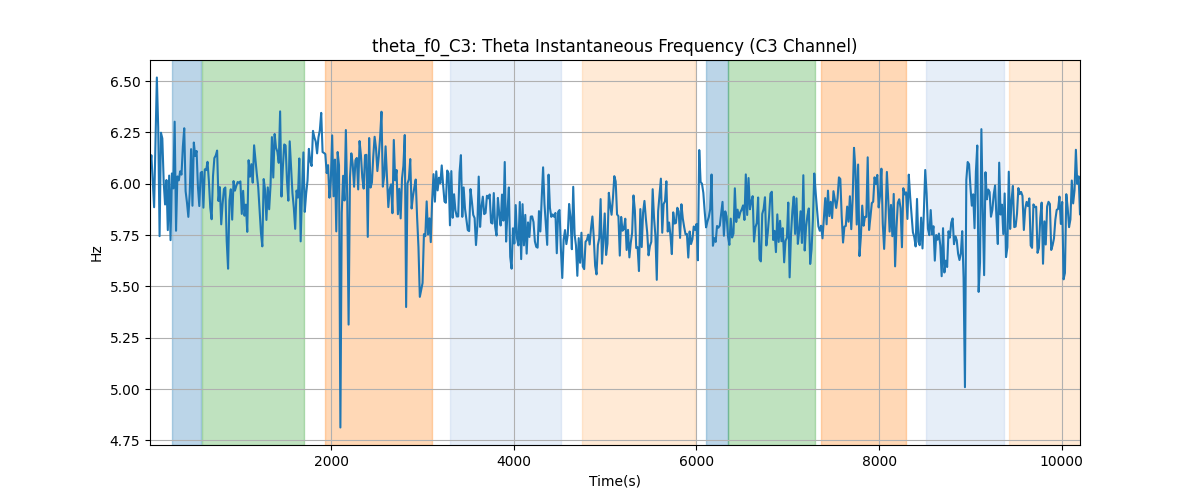 theta_f0_C3: Theta Instantaneous Frequency (C3 Channel)
6.50
6.25
6.00
5.75
5.50
5.25
5.00
4.75
Hz
2000 4000 6000 8000 10000
Time(s)